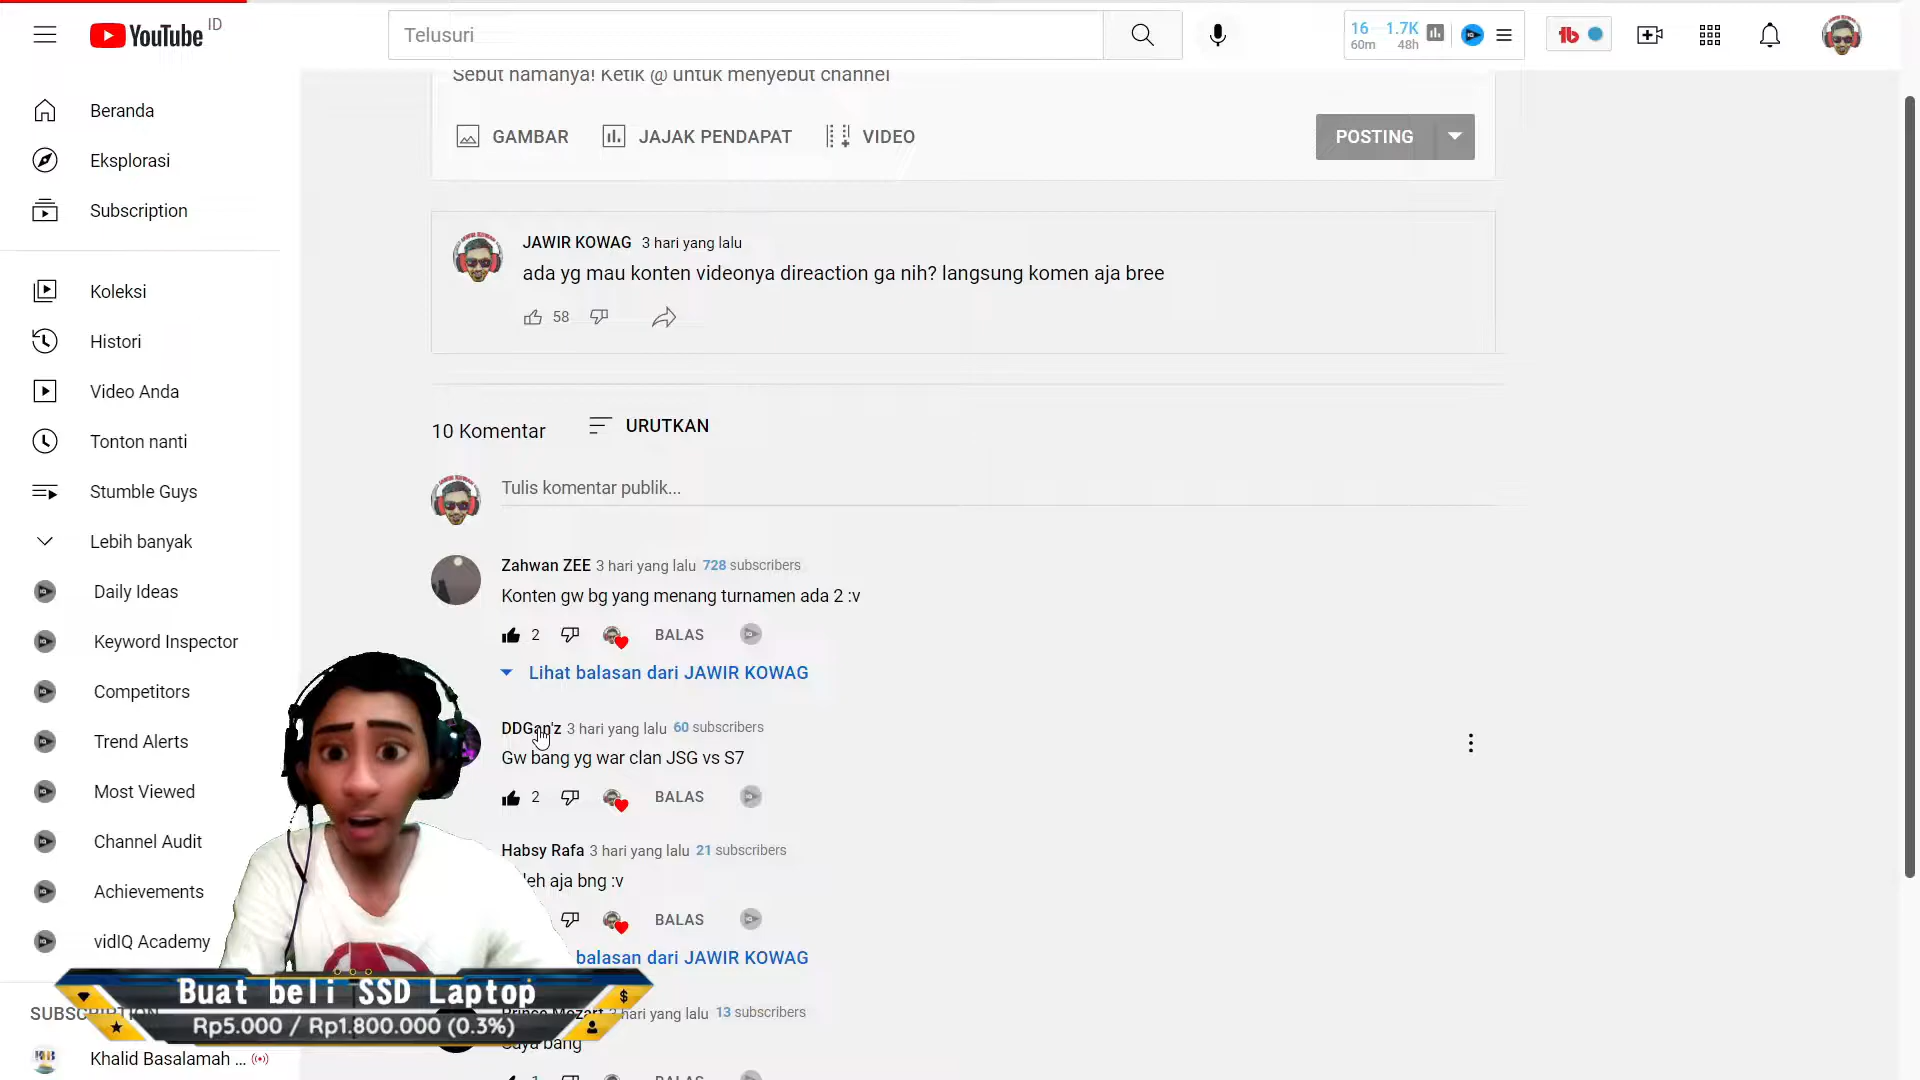 YouTube ID
Telusuri
16 1.7K
60m 48h
Sebut namanya! Ketik @ untuk menyebut channel
GAMBAR JAJAK PENDAPAT VIDEO POSTING
Beranda
Eksplorasi
Subscription
Koleksi
Histori
Video Anda
Tonton nanti
Stumble Guys
Lebih banyak
Daily Ideas
Keyword Inspector
Competitors
Trend Alerts
Most Viewed
Channel Audit
Achievements
vidIQ Academy
SUBSCRIPTION
Khalid Basalamah ...
JAWIR KOWAG 3 hari yang lalu
ada yg mau konten videonya direaction ga nih? langsung komen aja bree
58
10 Komentar URUTKAN
Tulis komentar publik...
Zahwan ZEE 3 hari yang lalu 728 subscribers
Konten gw bg yang menang turnamen ada 2 :v
2 BALAS
Lihat balasan dari JAWIR KOWAG
DDGan'z 3 hari yang lalu 60 subscribers
Gw bang yg war clan JSG vs S7
2 BALAS
Habsy Rafa 3 hari yang lalu 21 subscribers
aja bng :v
BALAS
balasan dari JAWIR KOWAG
Prince Mozart 3 hari yang lalu 13 subscribers
Saya bang
1 BALAS
Buat beli SSD Laptop
Rp5.000 / Rp1.800.000 (0.3%)